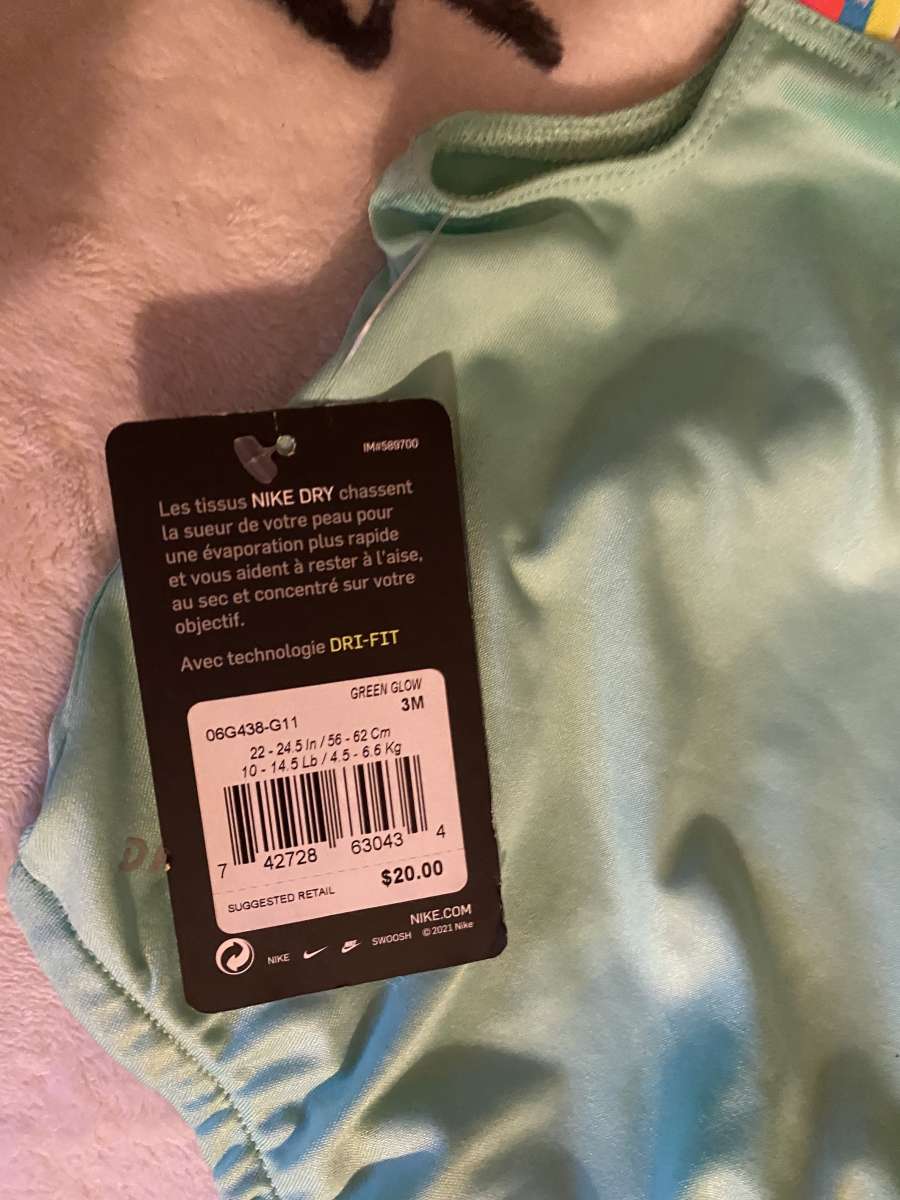 IM#589700
Les tissus NIKE DRY chassent
la sueur de votre peau pour
une évaporation plus rapide
et vous aident à rester à l'aise,
au sec et concentré sur votre
objectif.
Avec technologie DRI-FIT
GREEN GLOW
06G438-G11 3M
22 - 24.5 In / 56 - 62 Cm
10 - 14.5 Lb / 4.5 - 6.6 Kg
7 42728 63043 4
SUGGESTED RETAIL $20.00
NIKE.COM
NIKE SWOOSH © 2021 Nike